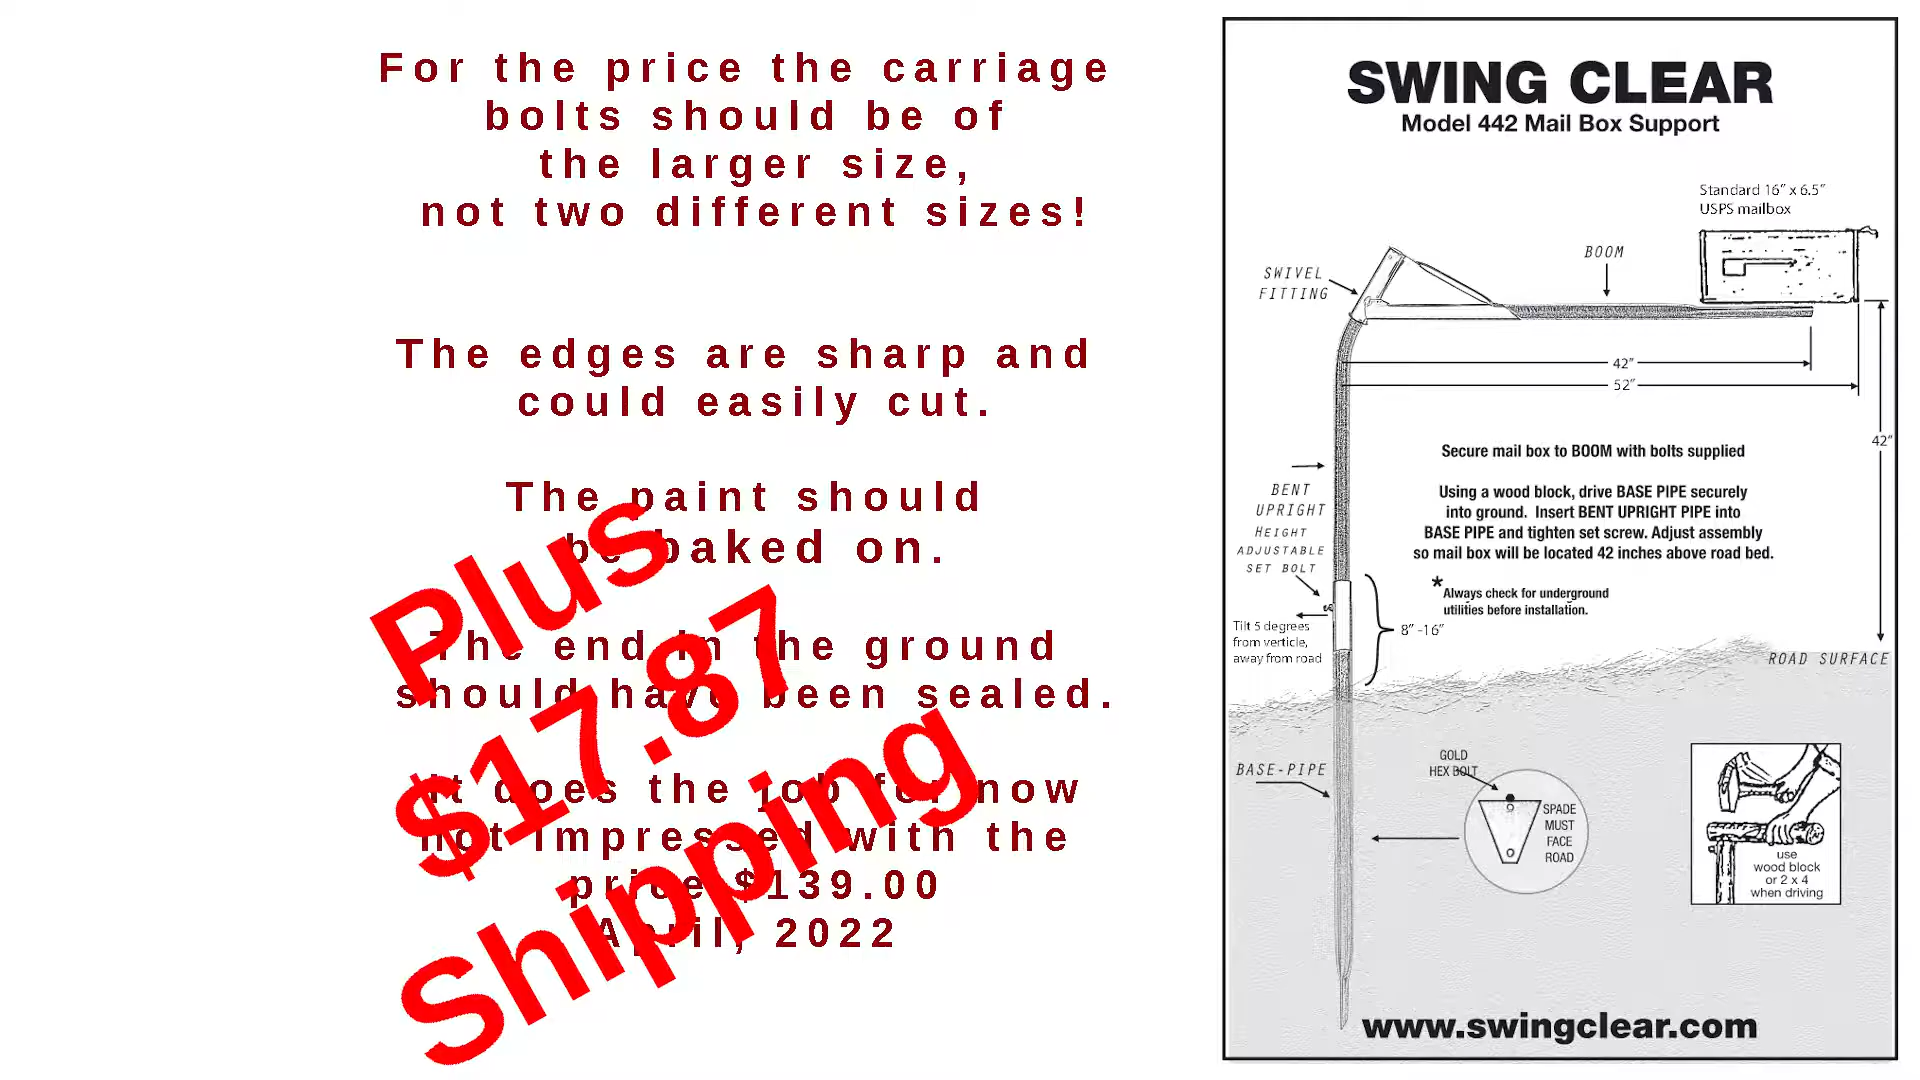 For the price the carriage
bolts should be of
the larger size,
not two different sizes!
The edges are sharp and
could easily cut.
The paint should
be baked on.
The end in the ground
should have been sealed.
It does the job for now
not impressed with the
price $139.00
April, 2022
Plus
$17.87
Shipping
SWING CLEAR
Model 442 Mail Box Support
Standard 16" x 6.5"
USPS mailbox
BOOM
SWIVEL
FITTING
42"
52"
42"
Secure mail box to BOOM with bolts supplied
Using a wood block, drive BASE PIPE securely
into ground. Insert BENT UPRIGHT PIPE into
BASE PIPE and tighten set screw. Adjust assembly
so mail box will be located 42 inches above road bed.
* Always check for underground
utilities before installation.
BENT
UPRIGHT
HEIGHT
ADJUSTABLE
SET BOLT
Tilt 5 degrees
from verticle,
away from road
8" -16"
ROAD SURFACE
BASE-PIPE
GOLD
HEX BOLT
SPADE
MUST
FACE
ROAD
use
wood block
or 2 x 4
when driving
www.swingclear.com